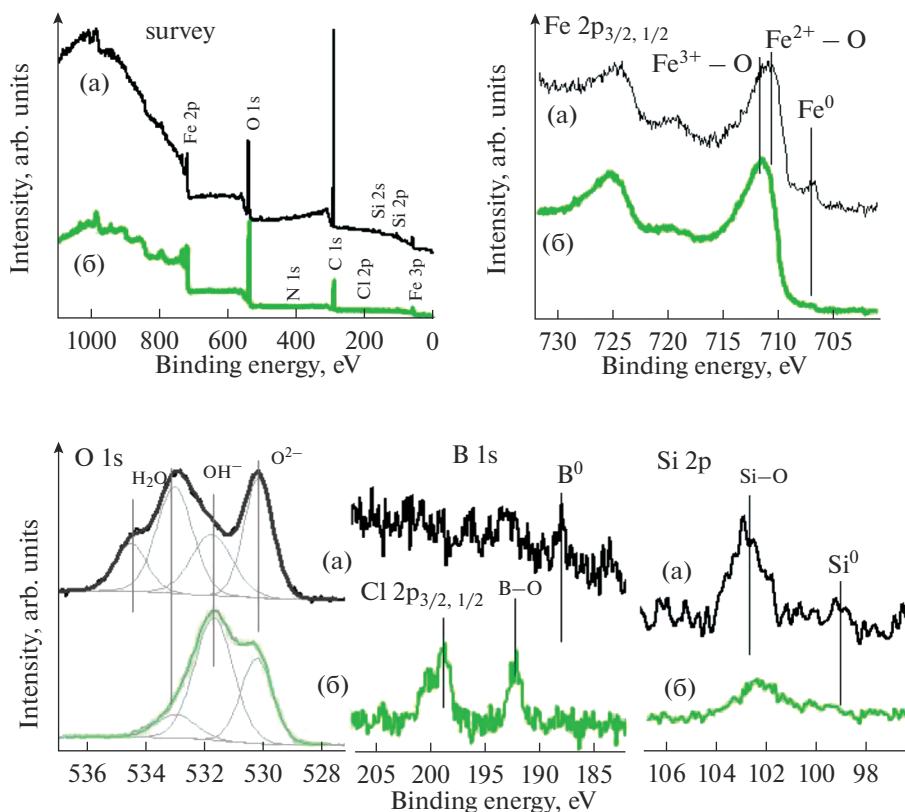 survey
(а)
Fe 2p
O 1s
Si 2s
Si 2p
(б)
N 1s
C 1s
Cl 2p
Fe 3p
Intensity, arb. units
1000 800 600 400 200 0
Binding energy, eV
Fe 2p3/2, 1/2
Fe2+ – O
Fe3+ – O
Fe0
(а)
(б)
Intensity, arb. units
730 725 720 715 710 705
Binding energy, eV
O 1s
H2O
OH−
O2−
(а)
(б)
Intensity, arb. units
Intensity, arb. units
536 534 532 530 528
B 1s
B0
Cl 2p3/2, 1/2
B–O
205 200 195 190 185
Si 2p
Si–O
(а)
Si0
(б)
106 104 102 100 98
Binding energy, eV